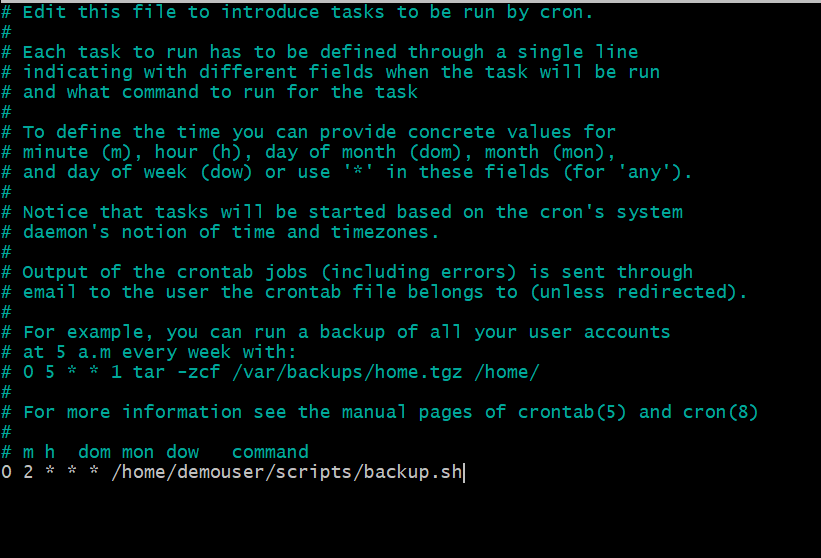 # Edit this file to introduce tasks to be run by cron.
#
# Each task to run has to be defined through a single line
# indicating with different fields when the task will be run
# and what command to run for the task
#
# To define the time you can provide concrete values for
# minute (m), hour (h), day of month (dom), month (mon),
# and day of week (dow) or use '*' in these fields (for 'any').
#
# Notice that tasks will be started based on the cron's system
# daemon's notion of time and timezones.
#
# Output of the crontab jobs (including errors) is sent through
# email to the user the crontab file belongs to (unless redirected).
#
# For example, you can run a backup of all your user accounts
# at 5 a.m every week with:
# 0 5 * * 1 tar -zcf /var/backups/home.tgz /home/
#
# For more information see the manual pages of crontab(5) and cron(8)
#
# m h  dom mon dow   command
0 2 * * * /home/demouser/scripts/backup.sh